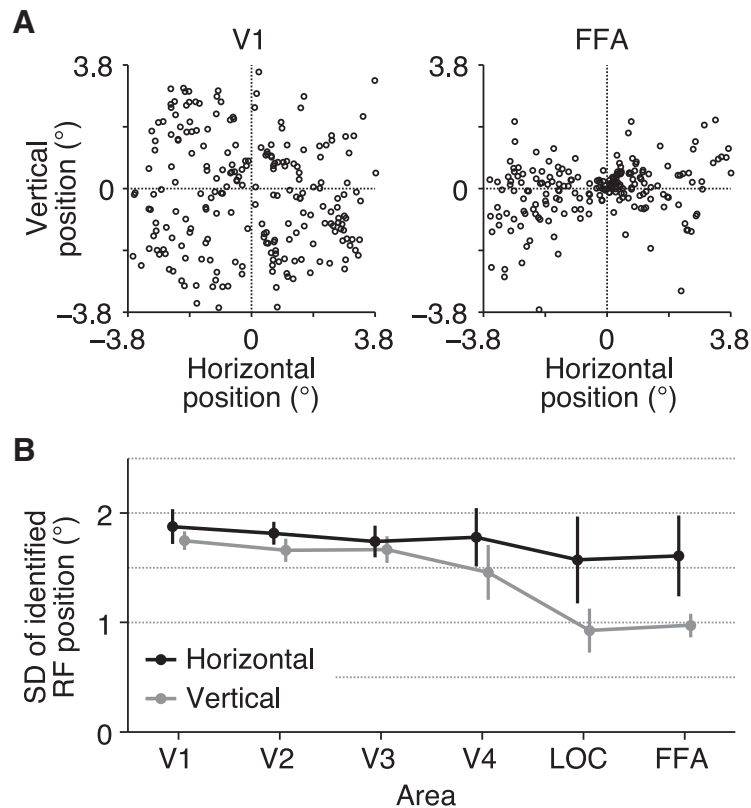 A
V1
FFA
3.8
3.8
Vertical
position (°)
0
0
−3.8
−3.8
−3.8
0
3.8
−3.8
0
3.8
Horizontal
position (°)
Horizontal
position (°)
B
SD of identified
RF position (°)
2
1
0
Horizontal
Vertical
V1
V2
V3
V4
LOC
FFA
Area